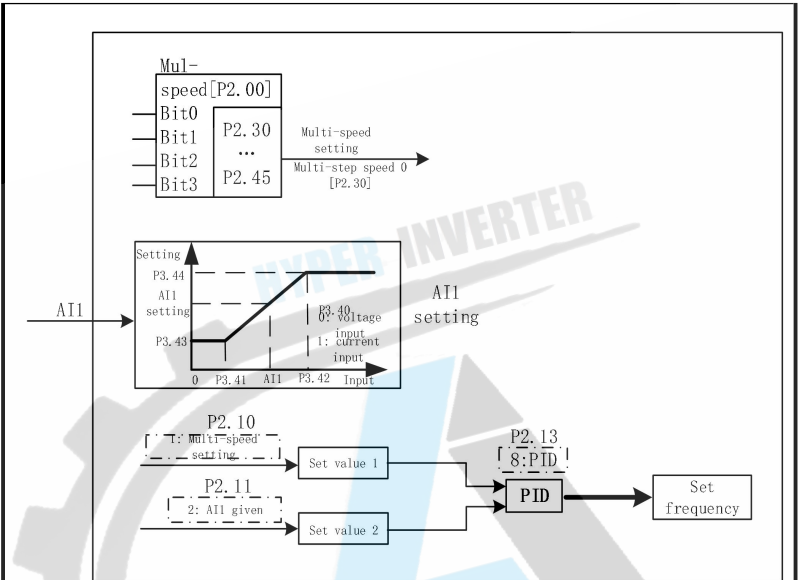 Mul-
speed[P2.00]
Bit0
Bit1
Bit2
Bit3
P2.30
...
P2.45
Multi-speed
setting
Multi-step speed 0
[P2.30]
HYPER INVERTER
Setting
P3.44
AI1
setting
P3.43
P3.40
0: voltage
input
1: current
input
0 P3.41 AI1 P3.42 Input
AI1
AI1
setting
P2.10
1: Multi-speed
setting
Set value 1
P2.11
2: AI1 given
Set value 2
P2.13
8:PID
PID
Set
frequency